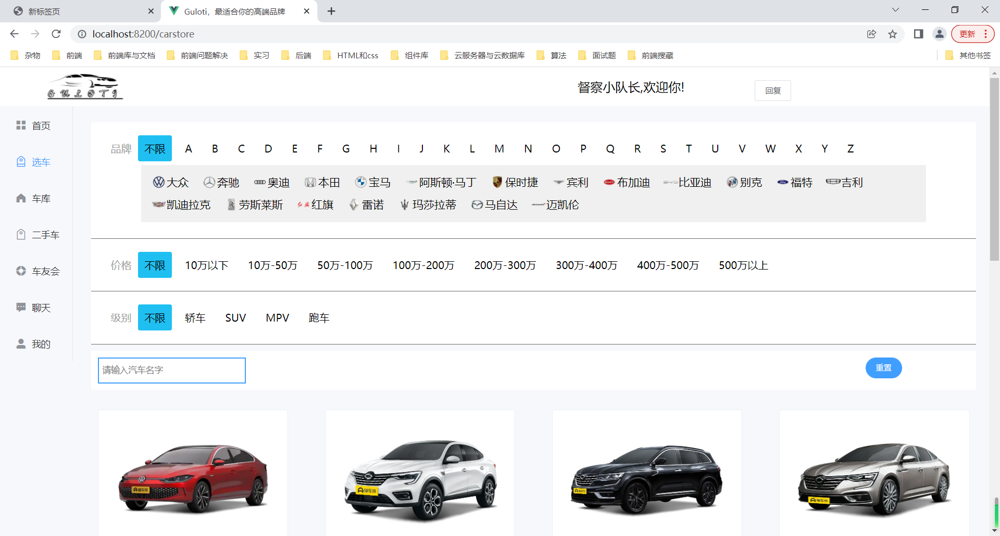 新标签页
Guloti，最适合你的高端品牌
localhost:8200/carstore
更新
杂物 前端 前端库与文档 前端问题解决 实习 后端 HTML和css 组件库 云服务器与云数据库 算法 面试题 前端搜藏 其他书签
GULOTI
督察小队长,欢迎你!
回复
首页
选车
车库
二手车
车友会
聊天
我的
品牌 不限 A B C D E F G H I J K L M N O P Q R S T U V W X Y Z
大众 奔驰 奥迪 本田 宝马 阿斯顿·马丁 保时捷 宾利 布加迪 比亚迪 别克 福特 吉利
凯迪拉克 劳斯莱斯 红旗 雷诺 玛莎拉蒂 马自达 迈凯伦
价格 不限 10万以下 10万-50万 50万-100万 100万-200万 200万-300万 300万-400万 400万-500万 500万以上
级别 不限 轿车 SUV MPV 跑车
请输入汽车名字
重置
懂车帝
懂车帝
懂车帝
懂车帝